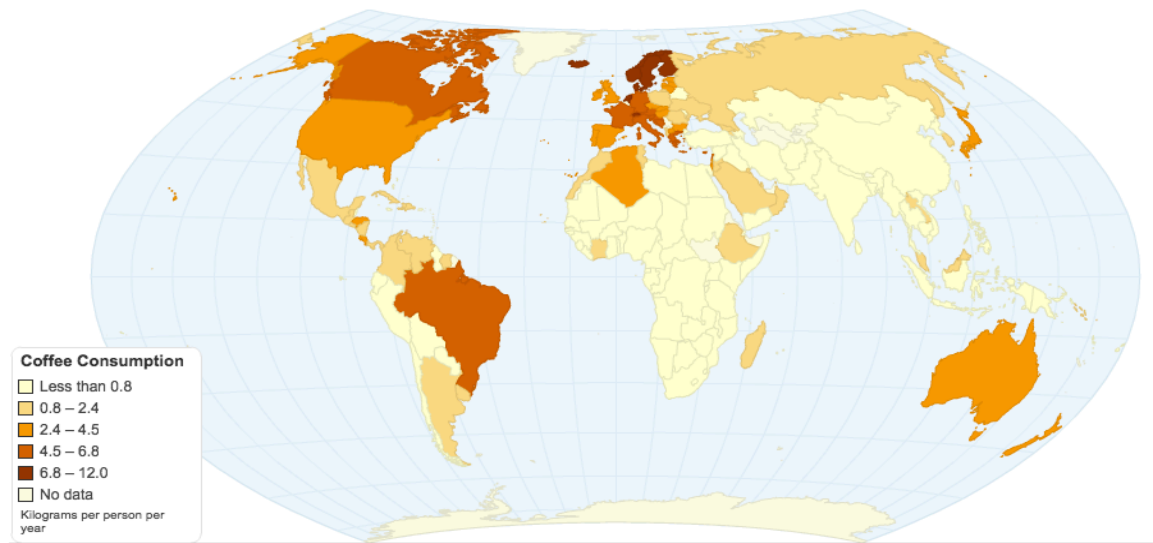 Coffee Consumption
Less than 0.8
0.8 – 2.4
2.4 – 4.5
4.5 – 6.8
6.8 – 12.0
No data
Kilograms per person per
year